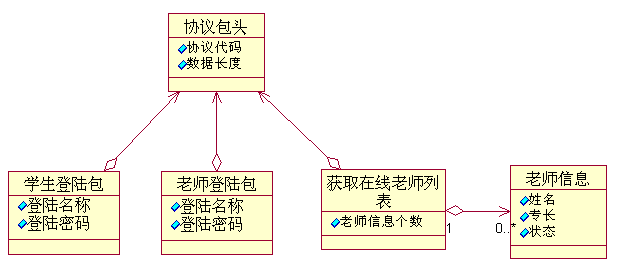 协议包头
协议代码
数据长度
学生登陆包
登陆名称
登陆密码
老师登陆包
登陆名称
登陆密码
获取在线老师列
表
老师信息个数
1
0..*
老师信息
姓名
专长
状态